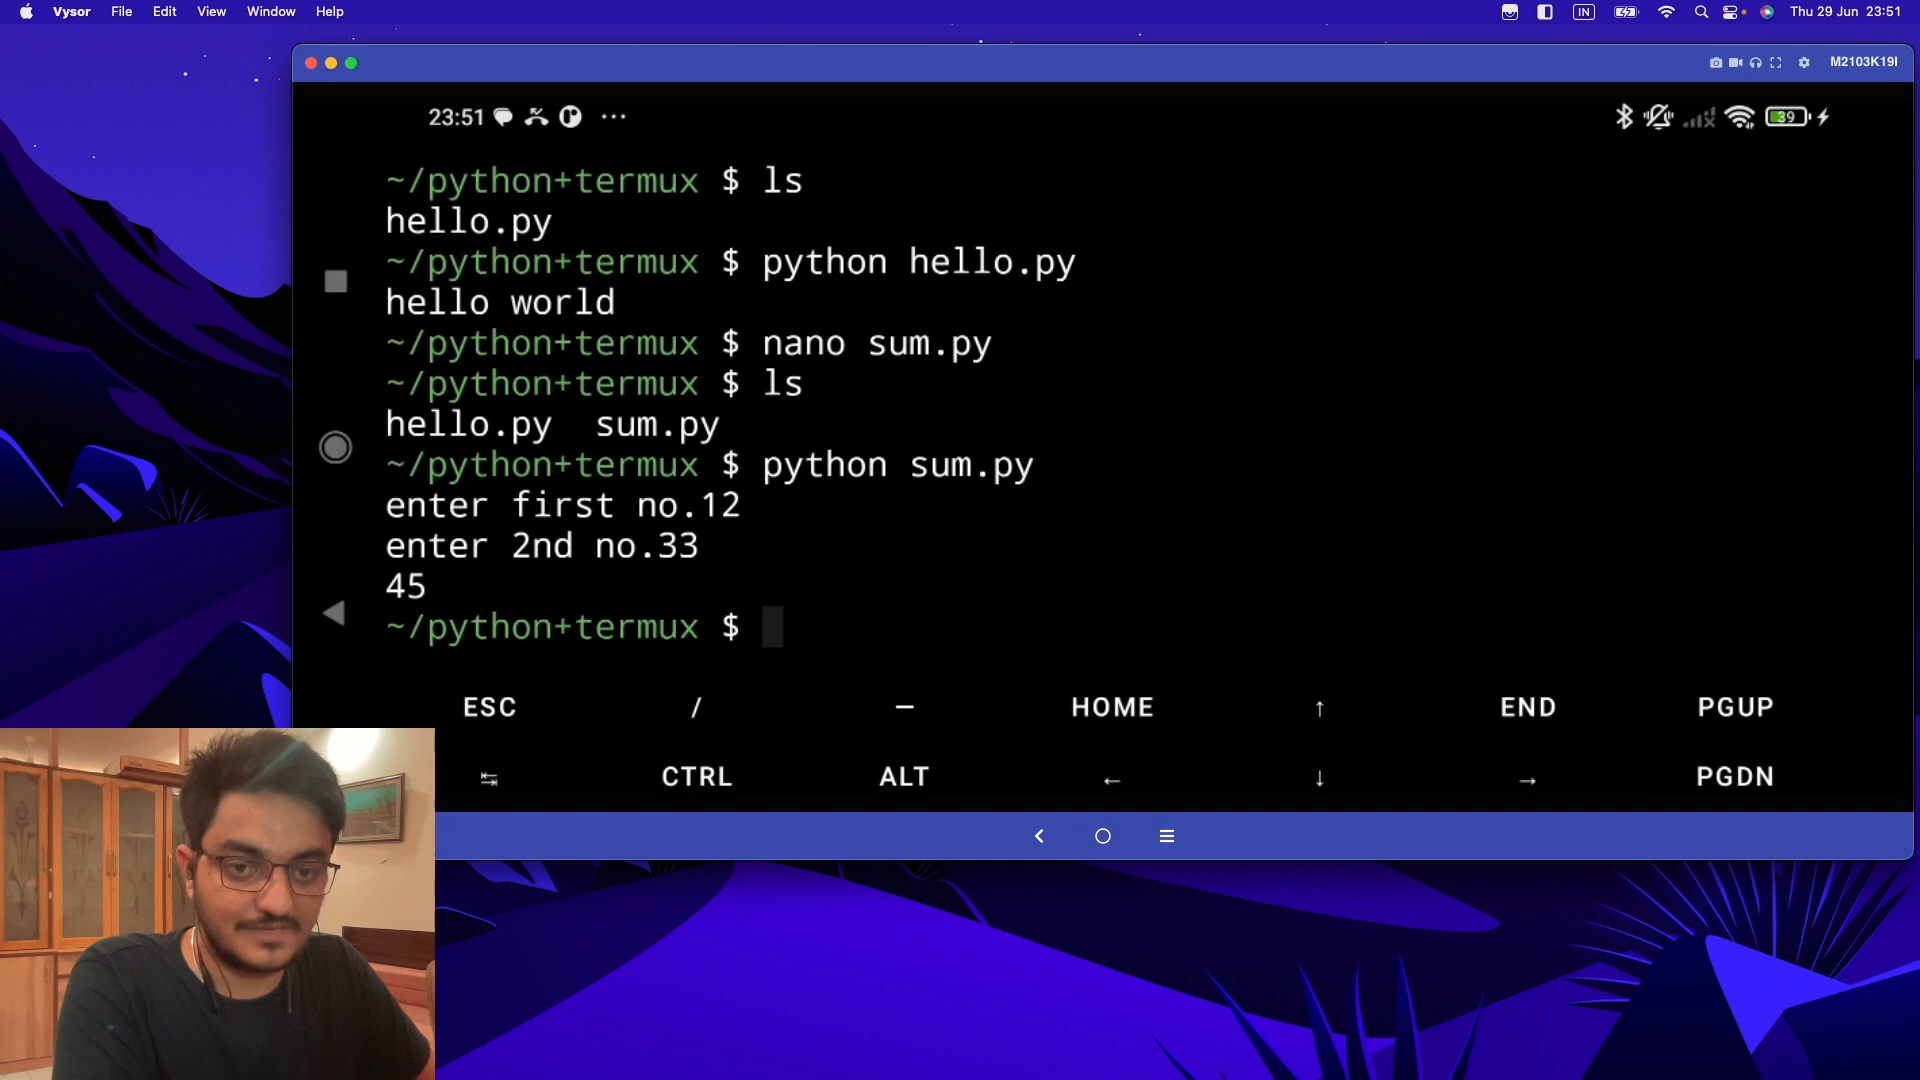 Vysor File Edit View Window Help
IN
Thu 29 Jun 23:51
M2103K19I
23:51
39
~/python+termux $ ls
hello.py
~/python+termux $ python hello.py
hello world
~/python+termux $ nano sum.py
~/python+termux $ ls
hello.py sum.py
~/python+termux $ python sum.py
enter first no.12
enter 2nd no.33
45
~/python+termux $
ESC / — HOME ↑ END PGUP
↹ CTRL ALT ← ↓ → PGDN